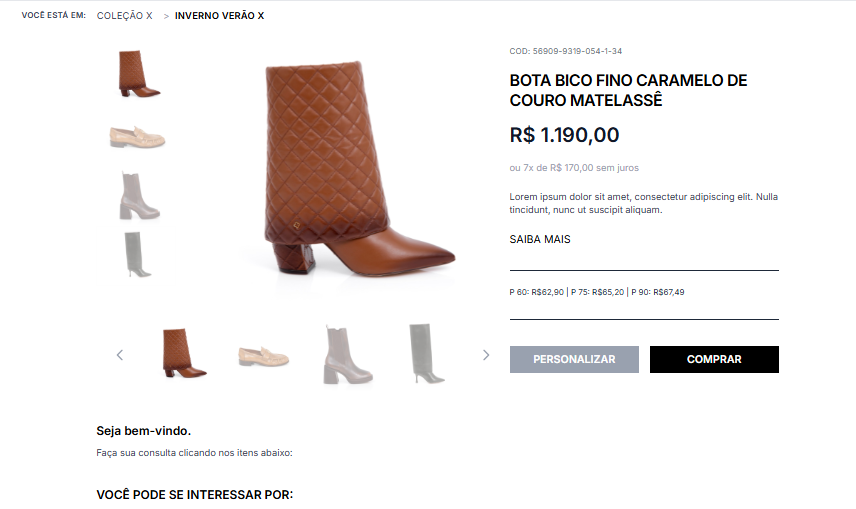 VOCÊ ESTÁ EM: COLEÇÃO X > INVERNO VERÃO X
COD: 56909-9319-054-1-34
BOTA BICO FINO CARAMELO DE
COURO MATELASSÊ
R$ 1.190,00
ou 7x de R$ 170,00 sem juros
Lorem ipsum dolor sit amet, consectetur adipiscing elit. Nulla
tincidunt, nunc ut suscipit aliquam.
SAIBA MAIS
P 60: R$62,90 | P 75: R$65,20 | P 90: R$67,49
PERSONALIZAR COMPRAR
Seja bem-vindo.
Faça sua consulta clicando nos itens abaixo:
VOCÊ PODE SE INTERESSAR POR: